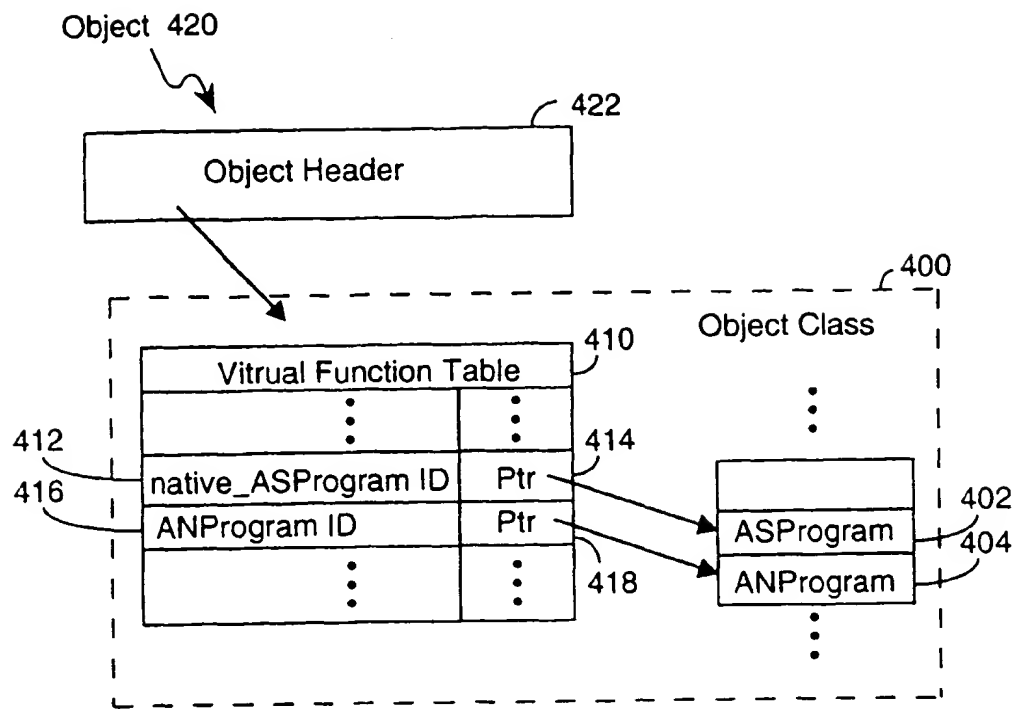 Object 420
422
Object Header
400
Object Class
410
Vitrual Function Table
412
414
native_ASProgram ID
Ptr
416
ANProgram ID
Ptr
418
ASProgram
402
404
ANProgram